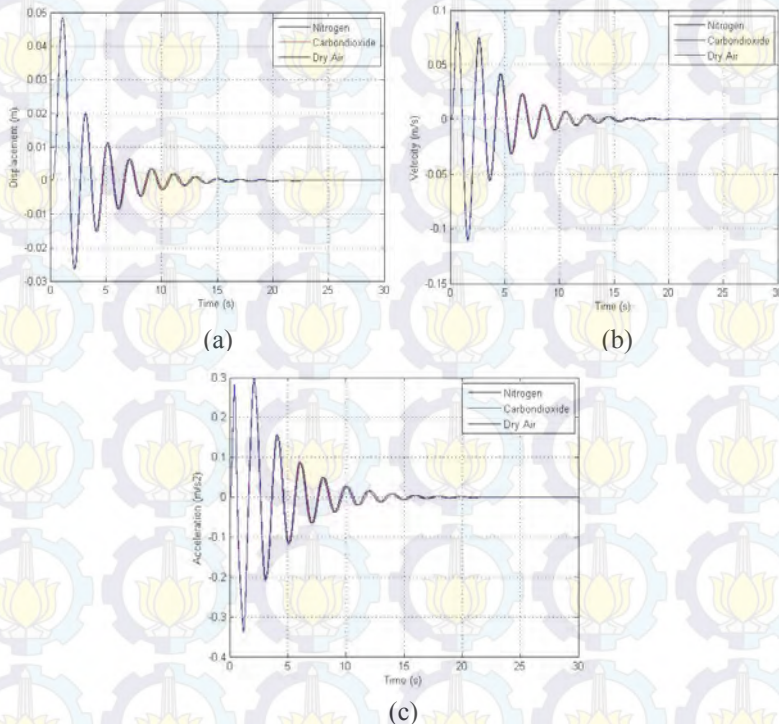 0.05
0.04
0.03
0.02
0.01
0
-0.01
-0.02
-0.03
0 5 10 15 20 25 30
Displacement (m)
Time (s)
Nitrogen
Carbondioxide
Dry Air
(a)
0.1
0.05
0
-0.05
-0.1
-0.15
0 5 10 15 20 25 30
Velocity (m/s)
Time (s)
Nitrogen
Carbondioxide
Dry Air
(b)
0.3
0.2
0.1
0
-0.1
-0.2
-0.3
-0.4
0 5 10 15 20 25 30
Acceleration (m/s2)
Time (s)
Nitrogen
Carbondioxide
Dry Air
(c)